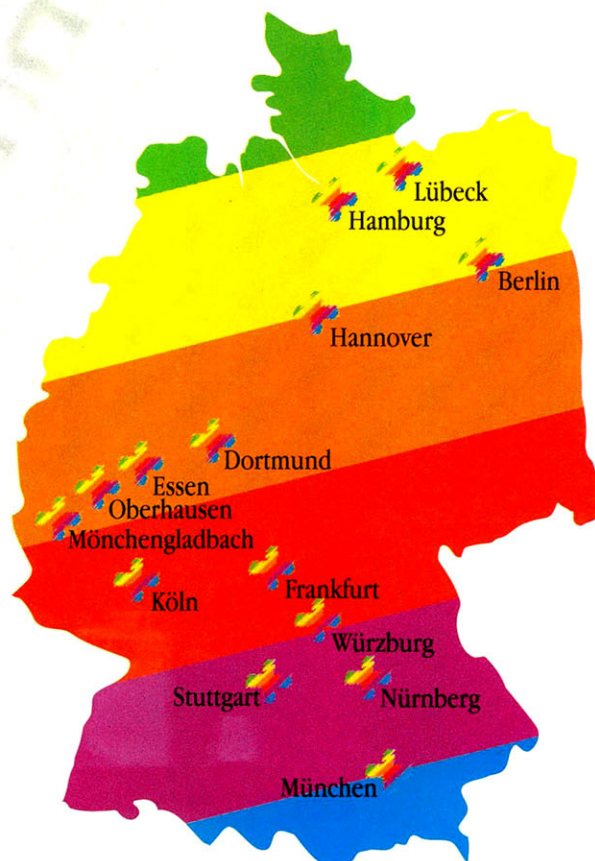 Lübeck
Hamburg
Berlin
Hannover
Dortmund
Essen
Oberhausen
Mönchengladbach
Frankfurt
Köln
Würzburg
Stuttgart
Nürnberg
München